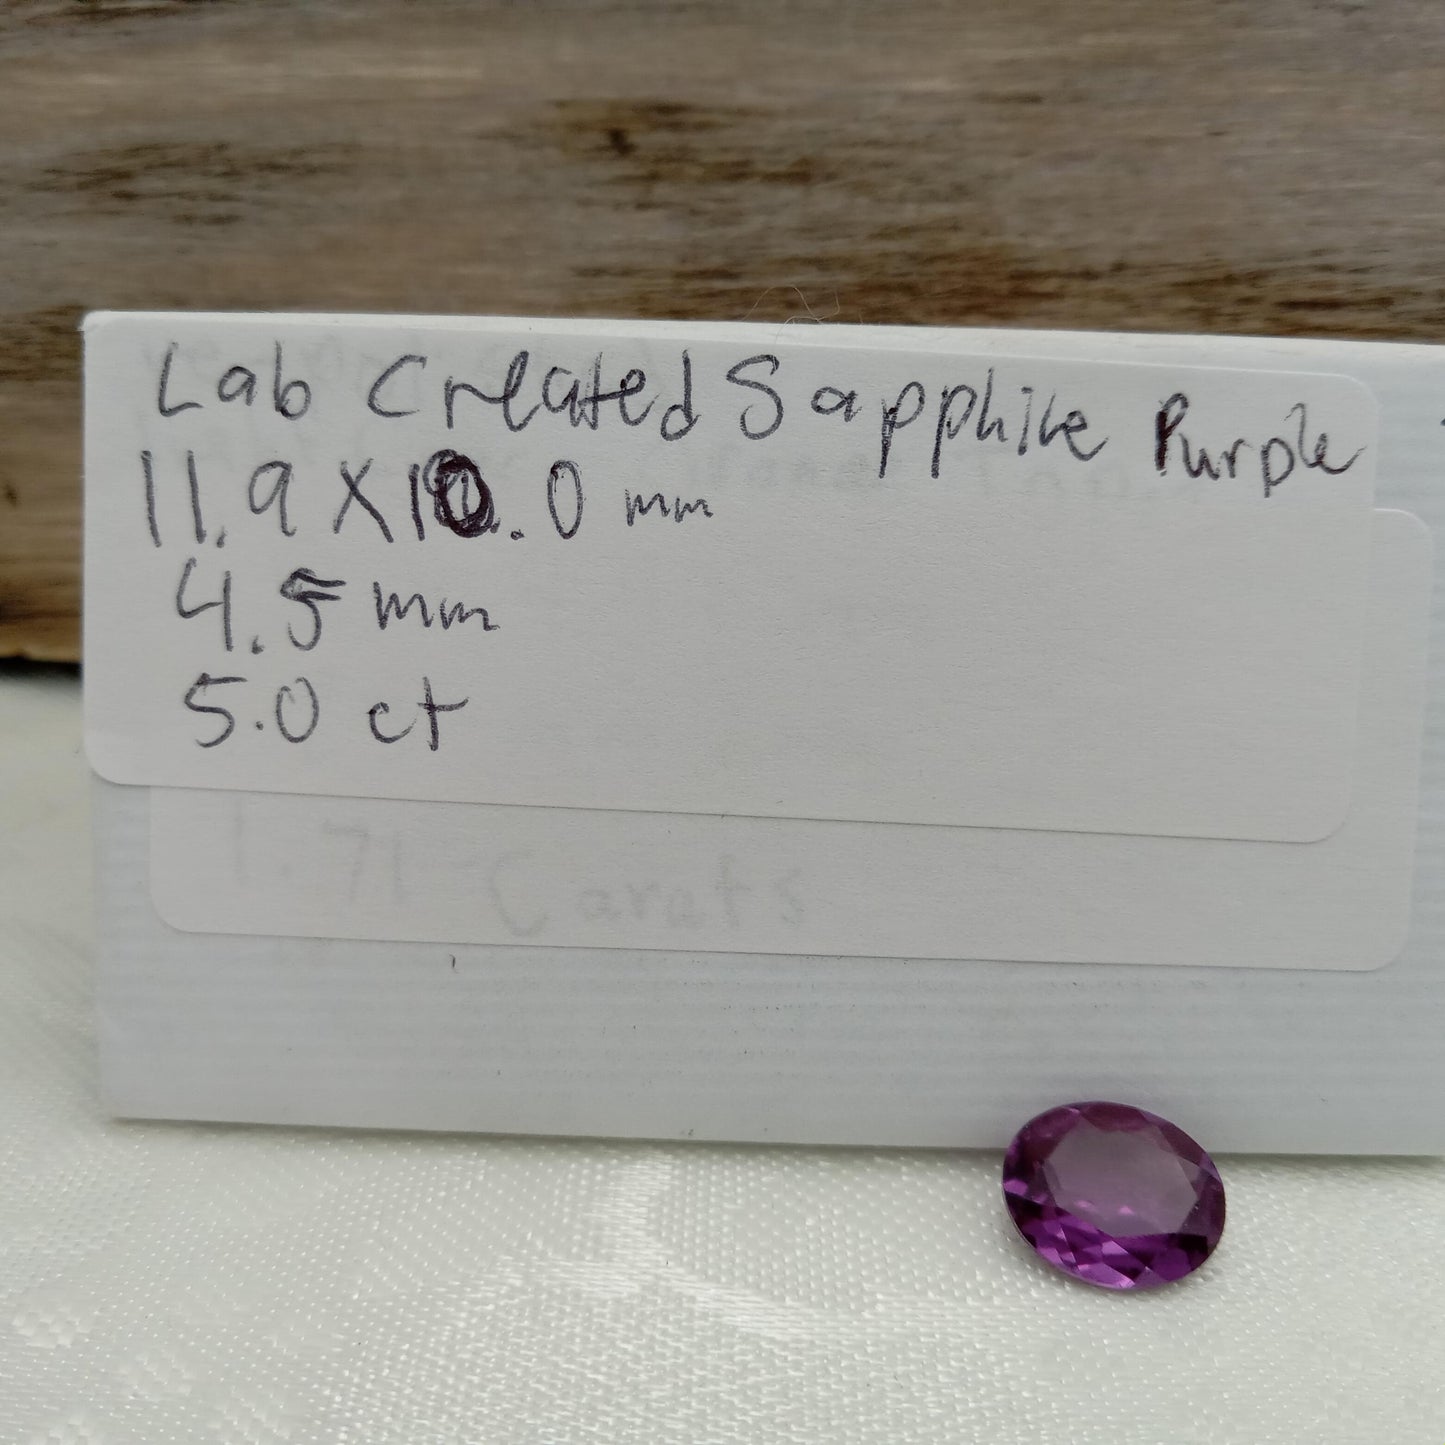 Lab Created Sapphire Purple
11.9 X 10.0 mm
4.5 mm
5.0 ct
1.71 Carats